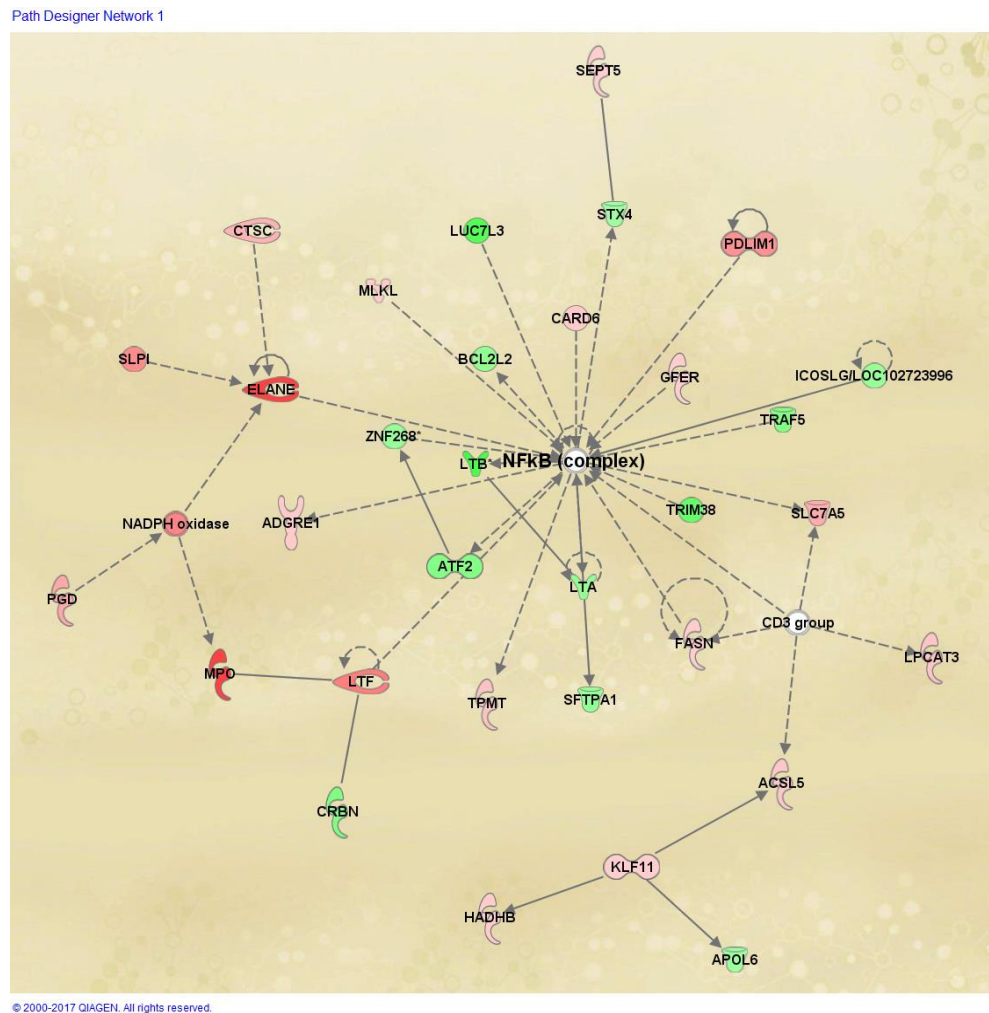 Path Designer Network 1
SEPT5
STX4
CTSC
LUC7L3
PDLIM1
MLKL
CARD6
SLPI
BCL2L2
GFER
ICOSLG/LOC102723996
ELANE
TRAF5
ZNF268*
LTB*
NFkB (complex)
TRIM38
SLC7A5
NADPH oxidase
ADGRE1
ATF2
LTA
PGD
CD3 group
FASN
LPCAT3
MPO
LTF
TPMT
SFTPA1
ACSL5
CRBN
KLF11
HADHB
APOL6
© 2000-2017 QIAGEN. All rights reserved.